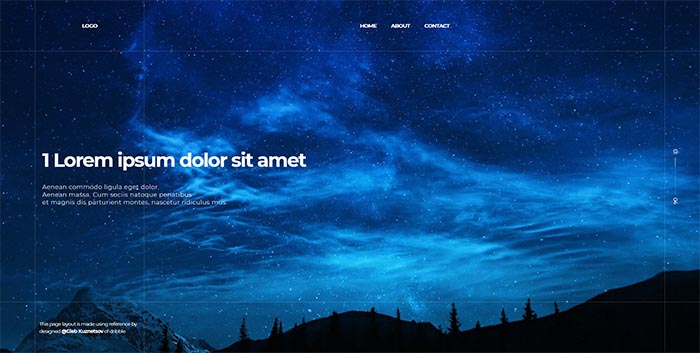 LOGO
HOME ABOUT CONTACT
1 Lorem ipsum dolor sit amet
Aenean commodo ligula eget dolor.
Aenean massa. Cum sociis natoque penatibus
et magnis dis parturient montes, nascetur ridiculus mus.
04
This page layout is made using reference by
designed @Gleb Kuznetsov of dribble